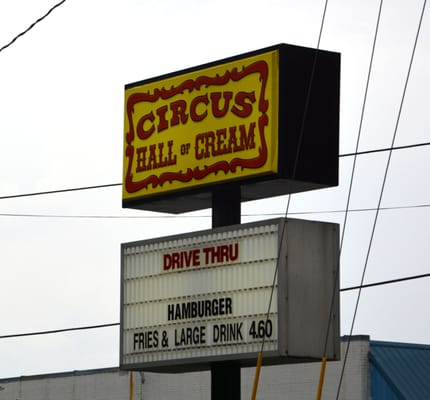 CIRCUS
HALL OF CREAM
DRIVE THRU
HAMBURGER
FRIES & LARGE DRINK 4.60